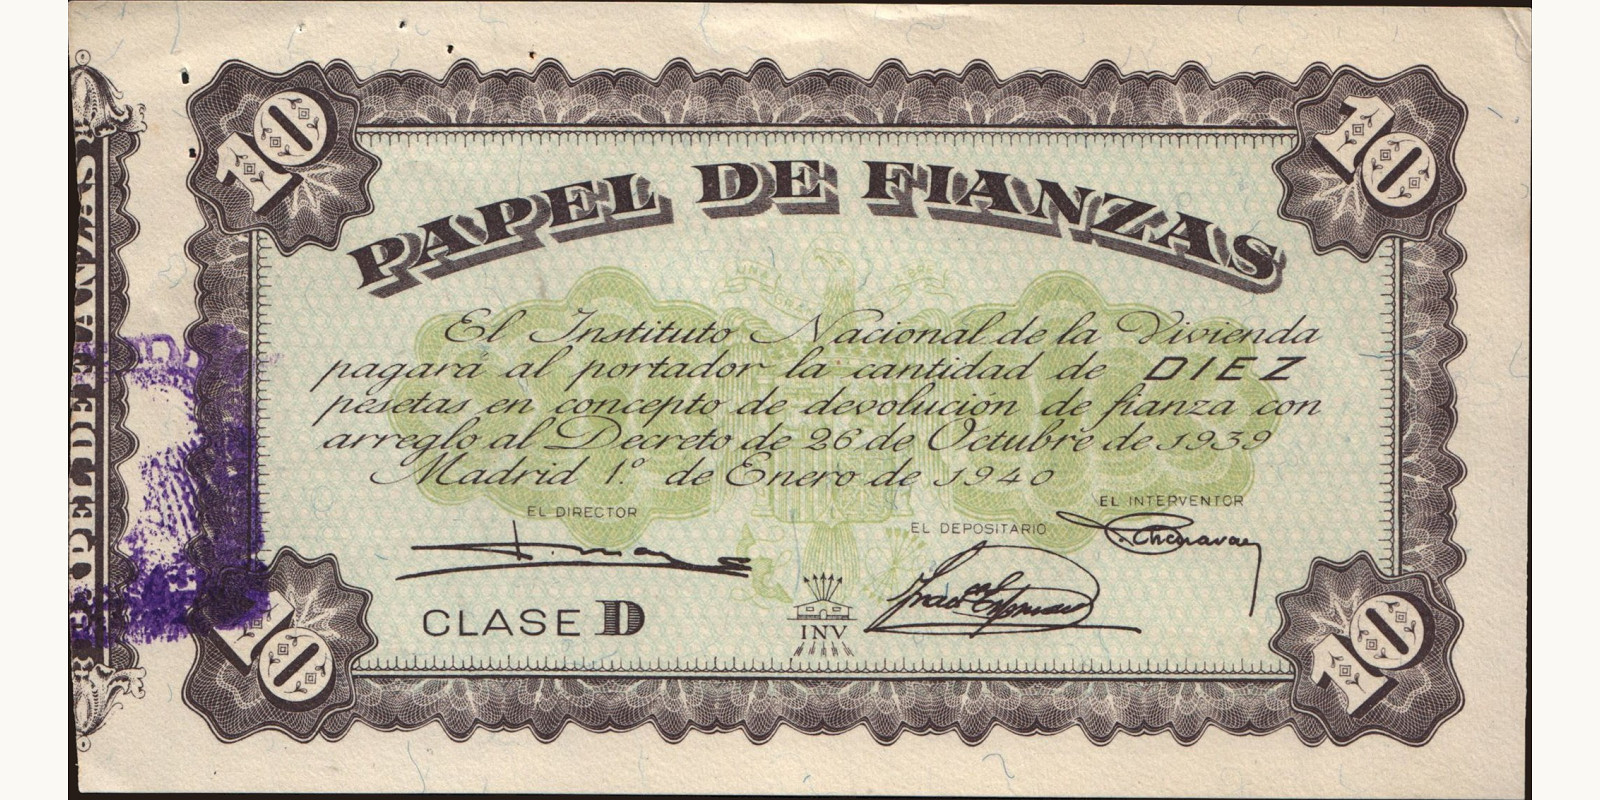 10
10
PAPEL DE FIANZAS
PAPEL DE FIANZAS
El Instituto Nacional de la Vivienda
pagará al portador la cantidad de DIEZ
pesetas en concepto de devolución de fianza con
arreglo al Decreto de 26 de Octubre de 1939
Madrid 1º. de Enero de 1940
EL INTERVENTOR
EL DIRECTOR
EL DEPOSITARIO
CLASE D
INV
10
10